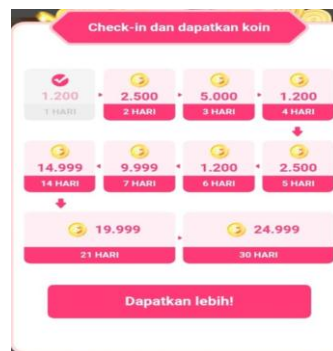 Check-in dan dapatkan koin
1.200 2.500 5.000 1.200
1 HARI 2 HARI 3 HARI 4 HARI
14.999 9.999 1.200 2.500
14 HARI 7 HARI 6 HARI 5 HARI
19.999 24.999
21 HARI 30 HARI
Dapatkan lebih!